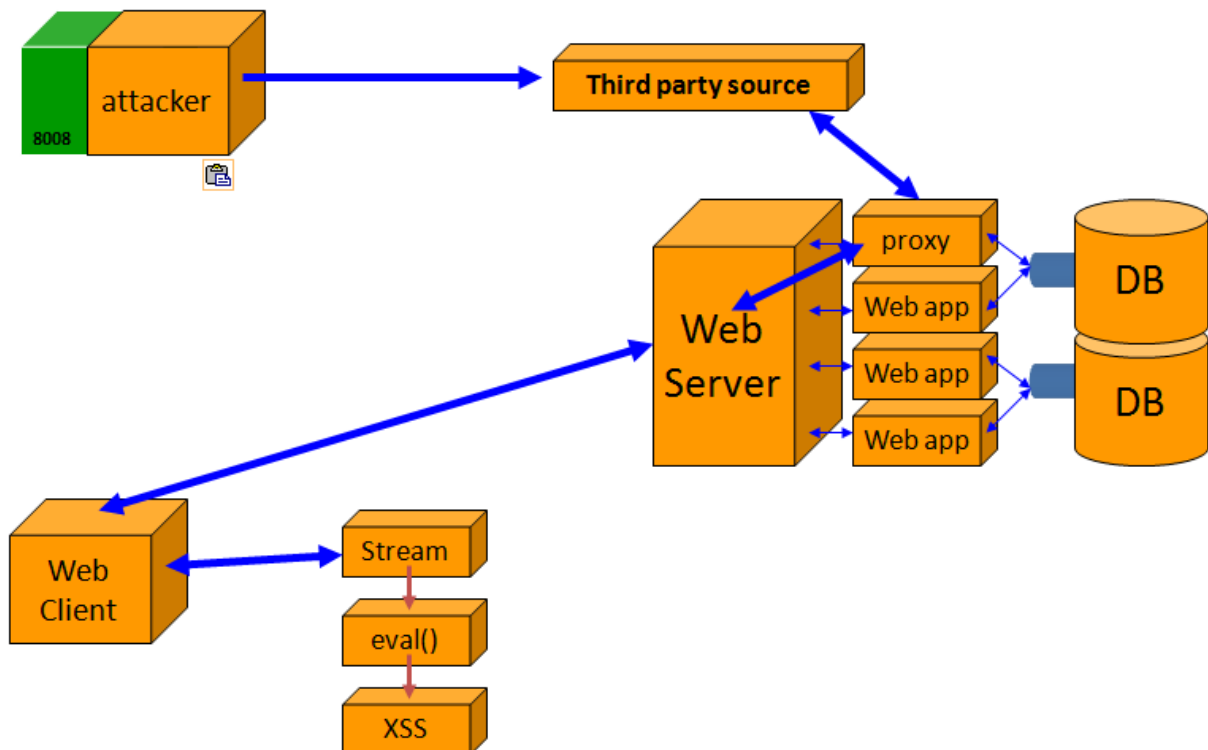 attacker
8008
Third party source
proxy
Web app
Web app
Web app
Web
Server
DB
DB
Web
Client
Stream
eval()
XSS